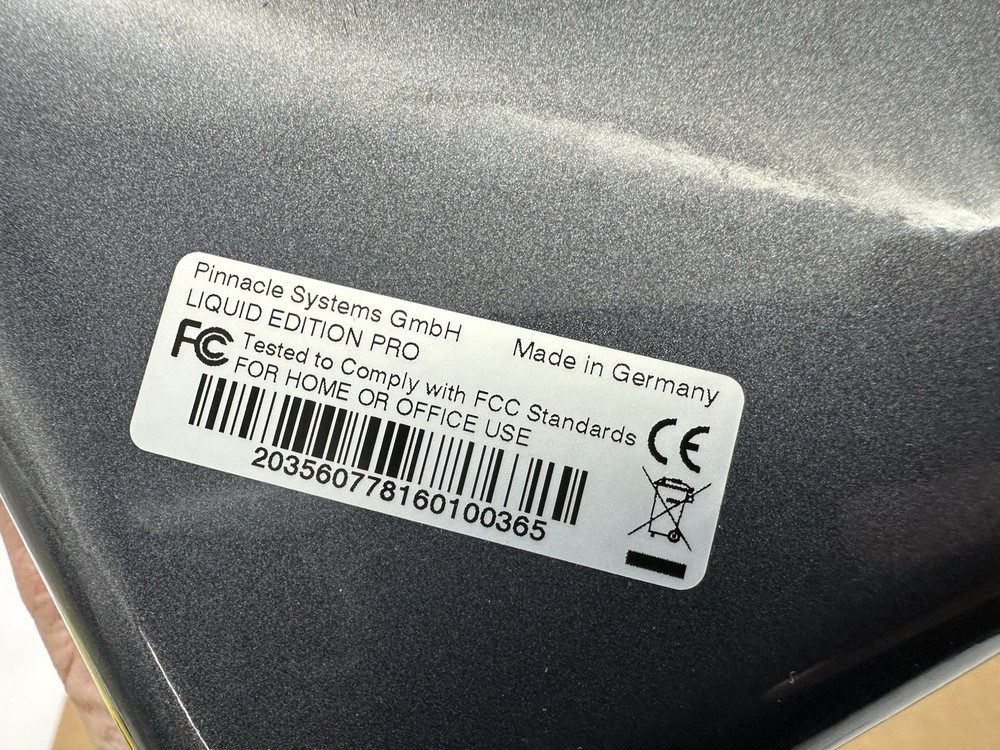 Pinnacle Systems GmbH
LIQUID EDITION PRO
Made in Germany
FC Tested to Comply with FCC Standards
FOR HOME OR OFFICE USE
CE
203560778160100365